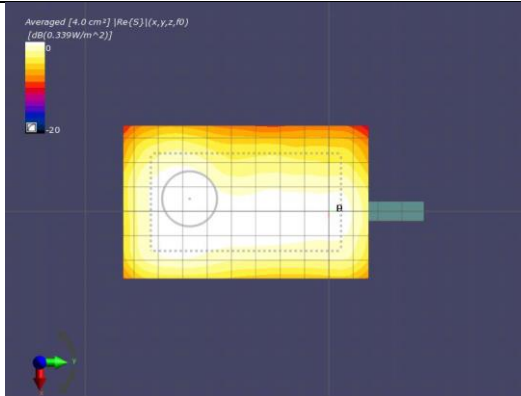 Averaged [4.0 cm²] |Re{S}|(x,y,z,f0)
[dB(0.339W/m^2)]
0
-20